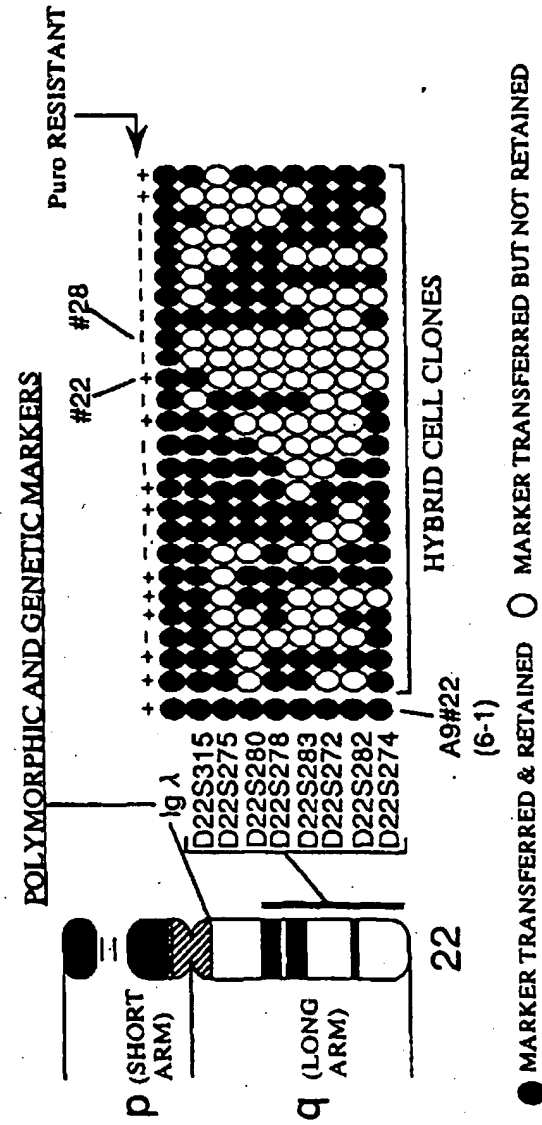 POLYMORPHIC AND GENETIC MARKERS
Puro RESISTANT
#22
#28
+ + + − + + + − − + + − − + − + − − − − − − − − + +
p (SHORT
ARM)
q (LONG
ARM)
22
Ig λ
D22S315
D22S275
D22S280
D22S278
D22S283
D22S272
D22S282
D22S274
A9#22
(6-1)
HYBRID CELL CLONES
● MARKER TRANSFERRED & RETAINED ○ MARKER TRANSFERRED BUT NOT RETAINED